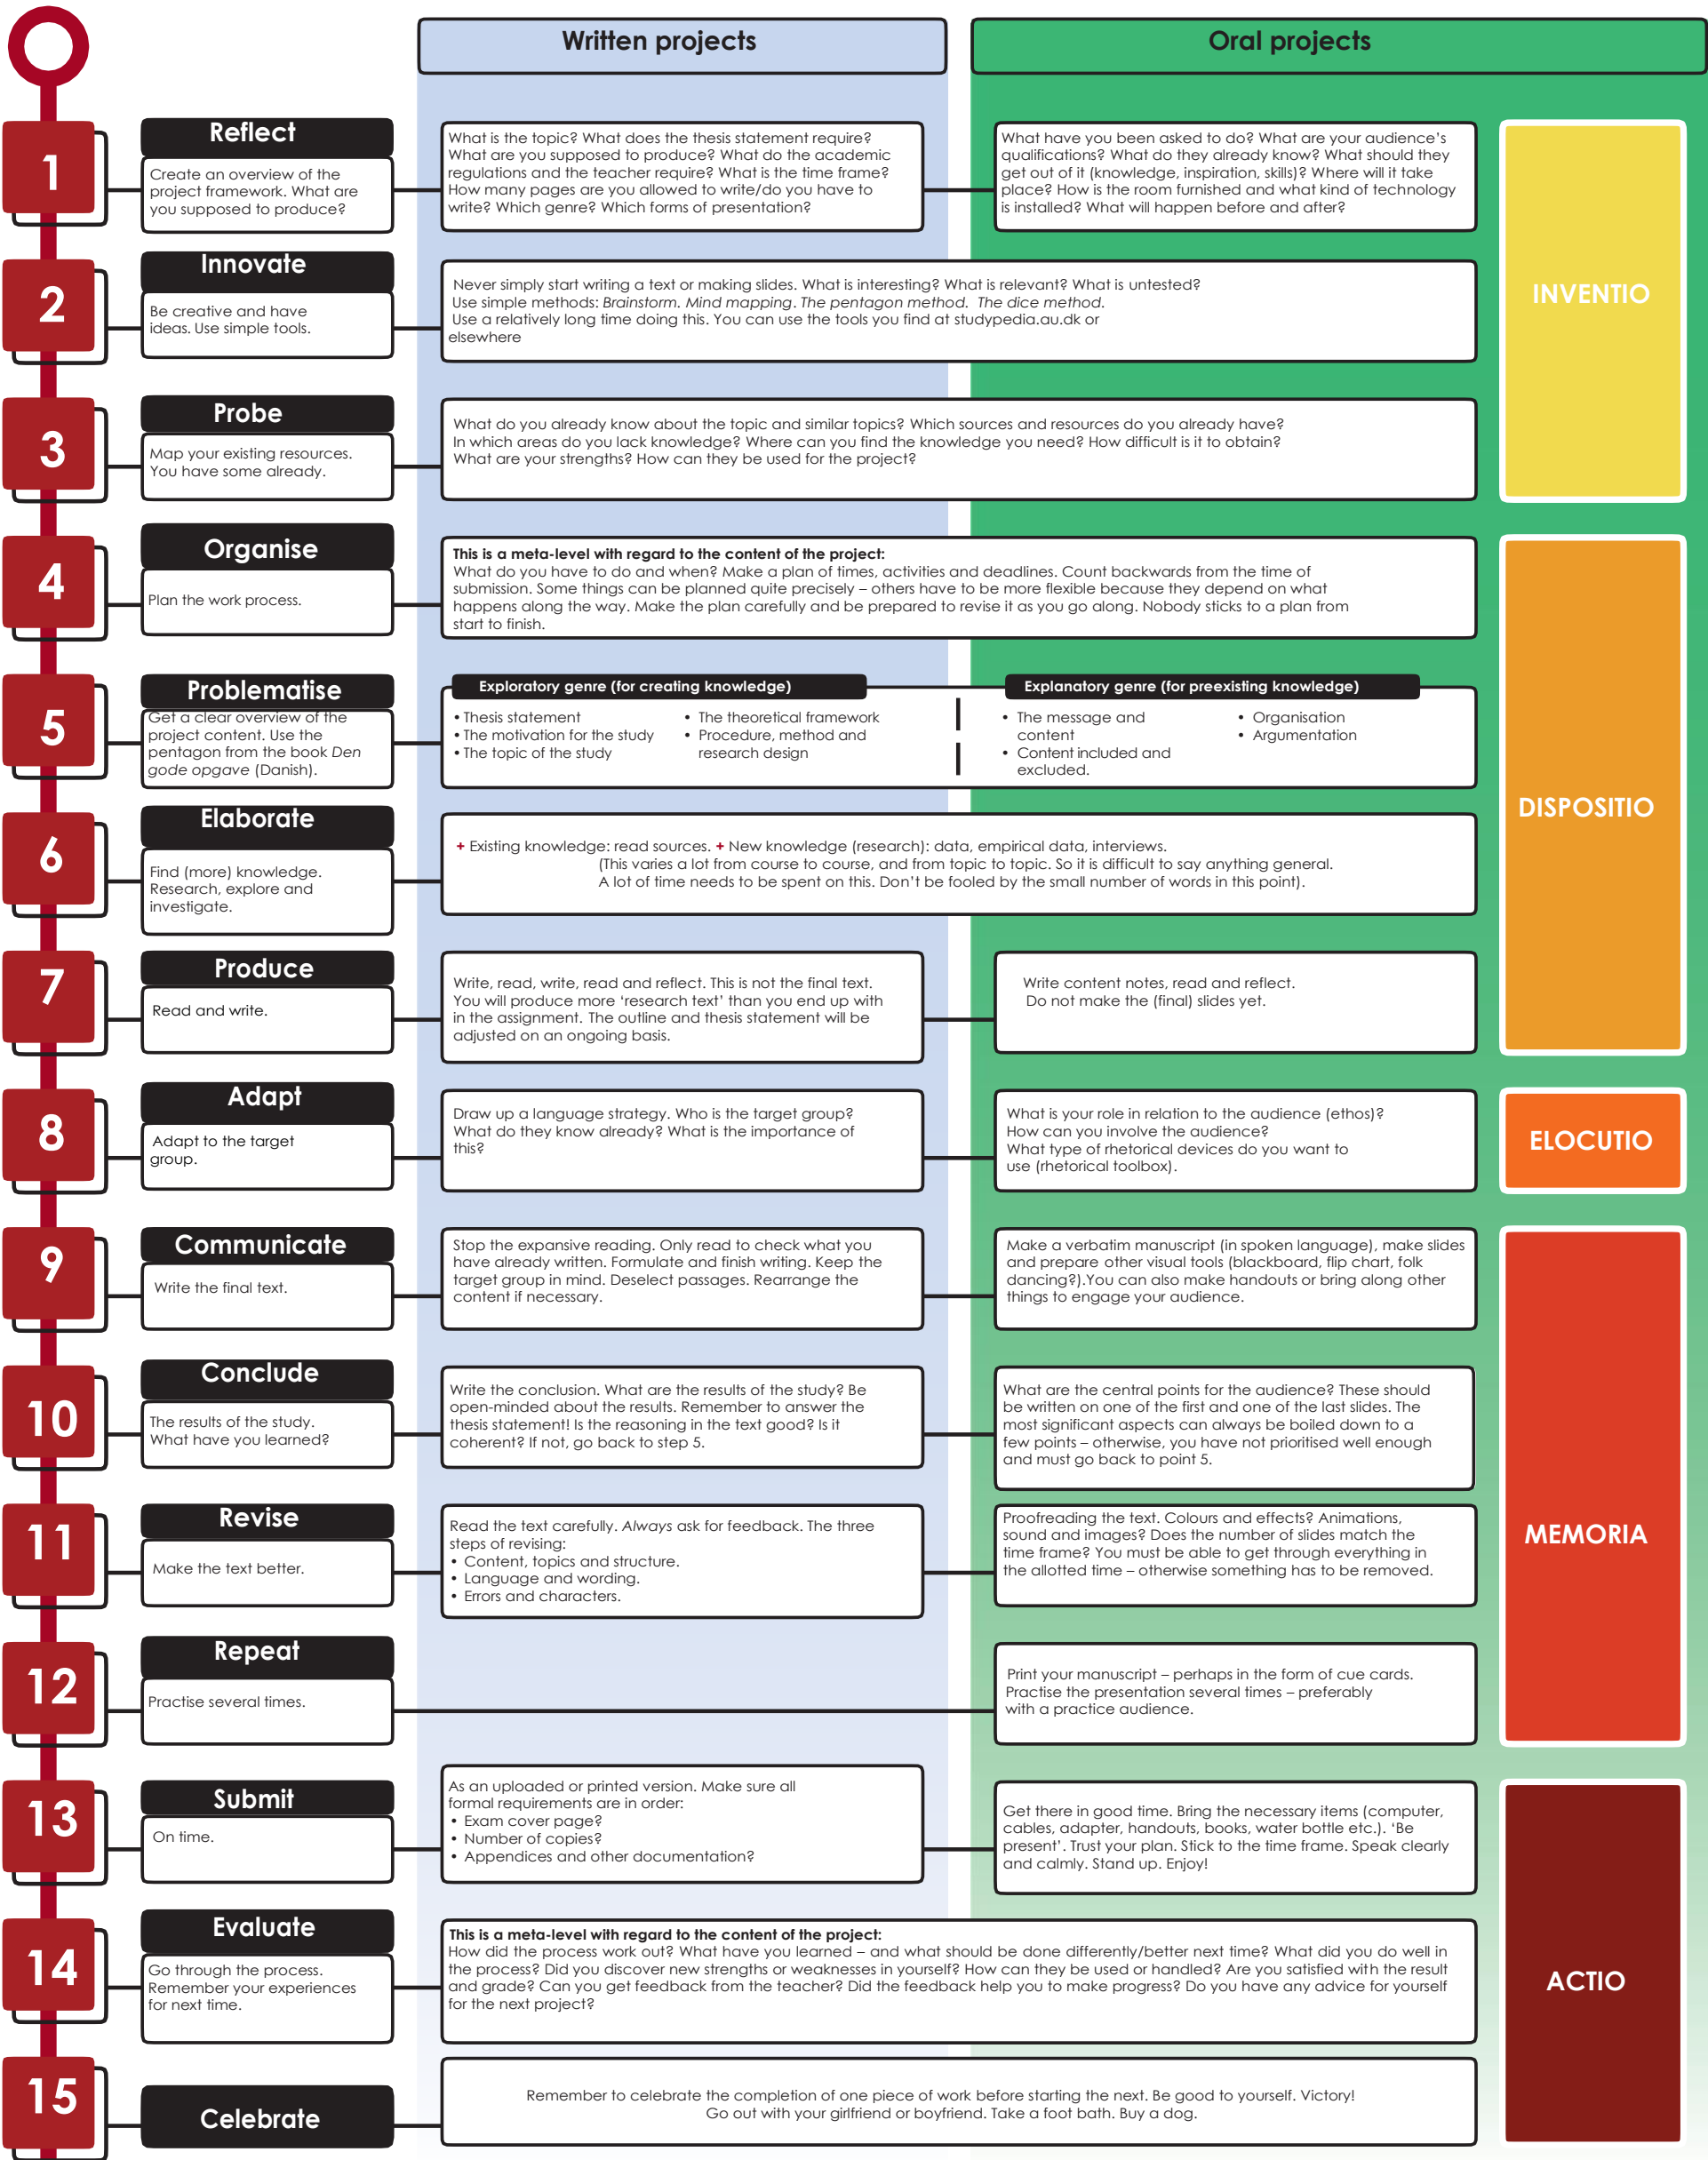 Written projects
Oral projects
1
Reflect
Create an overview of the
project framework. What are
you supposed to produce?
What is the topic? What does the thesis statement require?
What are you supposed to produce? What do the academic
regulations and the teacher require? What is the time frame?
How many pages are you allowed to write/do you have to
write? Which genre? Which forms of presentation?
What have you been asked to do? What are your audience’s
qualifications? What do they already know? What should they
get out of it (knowledge, inspiration, skills)? Where will it take
place? How is the room furnished and what kind of technology
is installed? What will happen before and after?
INVENTIO
2
Innovate
Be creative and have
ideas. Use simple tools.
Never simply start writing a text or making slides. What is interesting? What is relevant? What is untested?
Use simple methods: Brainstorm. Mind mapping. The pentagon method. The dice method.
Use a relatively long time doing this. You can use the tools you find at studypedia.au.dk or
elsewhere
3
Probe
Map your existing resources.
You have some already.
What do you already know about the topic and similar topics? Which sources and resources do you already have?
In which areas do you lack knowledge? Where can you find the knowledge you need? How difficult is it to obtain?
What are your strengths? How can they be used for the project?
4
Organise
Plan the work process.
This is a meta-level with regard to the content of the project:
What do you have to do and when? Make a plan of times, activities and deadlines. Count backwards from the time of
submission. Some things can be planned quite precisely – others have to be more flexible because they depend on what
happens along the way. Make the plan carefully and be prepared to revise it as you go along. Nobody sticks to a plan from
start to finish.
DISPOSITIO
5
Problematise
Get a clear overview of the
project content. Use the
pentagon from the book Den
gode opgave (Danish).
Exploratory genre (for creating knowledge)
• Thesis statement
• The motivation for the study
• The topic of the study
• The theoretical framework
• Procedure, method and
research design
Explanatory genre (for preexisting knowledge)
• The message and
content
• Content included and
excluded.
• Organisation
• Argumentation
6
Elaborate
Find (more) knowledge.
Research, explore and
investigate.
+ Existing knowledge: read sources. + New knowledge (research): data, empirical data, interviews.
(This varies a lot from course to course, and from topic to topic. So it is difficult to say anything general.
A lot of time needs to be spent on this. Don’t be fooled by the small number of words in this point).
7
Produce
Read and write.
Write, read, write, read and reflect. This is not the final text.
You will produce more ‘research text’ than you end up with
in the assignment. The outline and thesis statement will be
adjusted on an ongoing basis.
Write content notes, read and reflect.
Do not make the (final) slides yet.
8
Adapt
Adapt to the target
group.
Draw up a language strategy. Who is the target group?
What do they know already? What is the importance of
this?
What is your role in relation to the audience (ethos)?
How can you involve the audience?
What type of rhetorical devices do you want to
use (rhetorical toolbox).
ELOCUTIO
9
Communicate
Write the final text.
Stop the expansive reading. Only read to check what you
have already written. Formulate and finish writing. Keep the
target group in mind. Deselect passages. Rearrange the
content if necessary.
Make a verbatim manuscript (in spoken language), make slides
and prepare other visual tools (blackboard, flip chart, folk
dancing?).You can also make handouts or bring along other
things to engage your audience.
MEMORIA
10
Conclude
The results of the study.
What have you learned?
Write the conclusion. What are the results of the study? Be
open-minded about the results. Remember to answer the
thesis statement! Is the reasoning in the text good? Is it
coherent? If not, go back to step 5.
What are the central points for the audience? These should
be written on one of the first and one of the last slides. The
most significant aspects can always be boiled down to a
few points – otherwise, you have not prioritised well enough
and must go back to point 5.
11
Revise
Make the text better.
Read the text carefully. Always ask for feedback. The three
steps of revising:
• Content, topics and structure.
• Language and wording.
• Errors and characters.
Proofreading the text. Colours and effects? Animations,
sound and images? Does the number of slides match the
time frame? You must be able to get through everything in
the allotted time – otherwise something has to be removed.
12
Repeat
Practise several times.
Print your manuscript – perhaps in the form of cue cards.
Practise the presentation several times – preferably
with a practice audience.
13
Submit
On time.
As an uploaded or printed version. Make sure all
formal requirements are in order:
• Exam cover page?
• Number of copies?
• Appendices and other documentation?
Get there in good time. Bring the necessary items (computer,
cables, adapter, handouts, books, water bottle etc.). ‘Be
present’. Trust your plan. Stick to the time frame. Speak clearly
and calmly. Stand up. Enjoy!
ACTIO
14
Evaluate
Go through the process.
Remember your experiences
for next time.
This is a meta-level with regard to the content of the project:
How did the process work out? What have you learned – and what should be done differently/better next time? What did you do well in
the process? Did you discover new strengths or weaknesses in yourself? How can they be used or handled? Are you satisfied with the result
and grade? Can you get feedback from the teacher? Did the feedback help you to make progress? Do you have any advice for yourself
for the next project?
15
Celebrate
Remember to celebrate the completion of one piece of work before starting the next. Be good to yourself. Victory!
Go out with your girlfriend or boyfriend. Take a foot bath. Buy a dog.